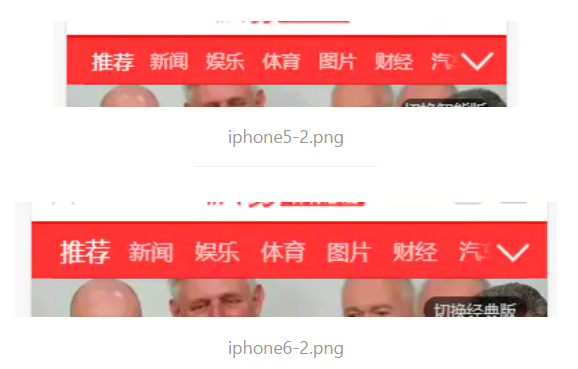 推荐 新闻 娱乐 体育 图片 财经 汽
iphone5-2.png
推荐 新闻 娱乐 体育 图片 财经 汽
切换经典版
iphone6-2.png